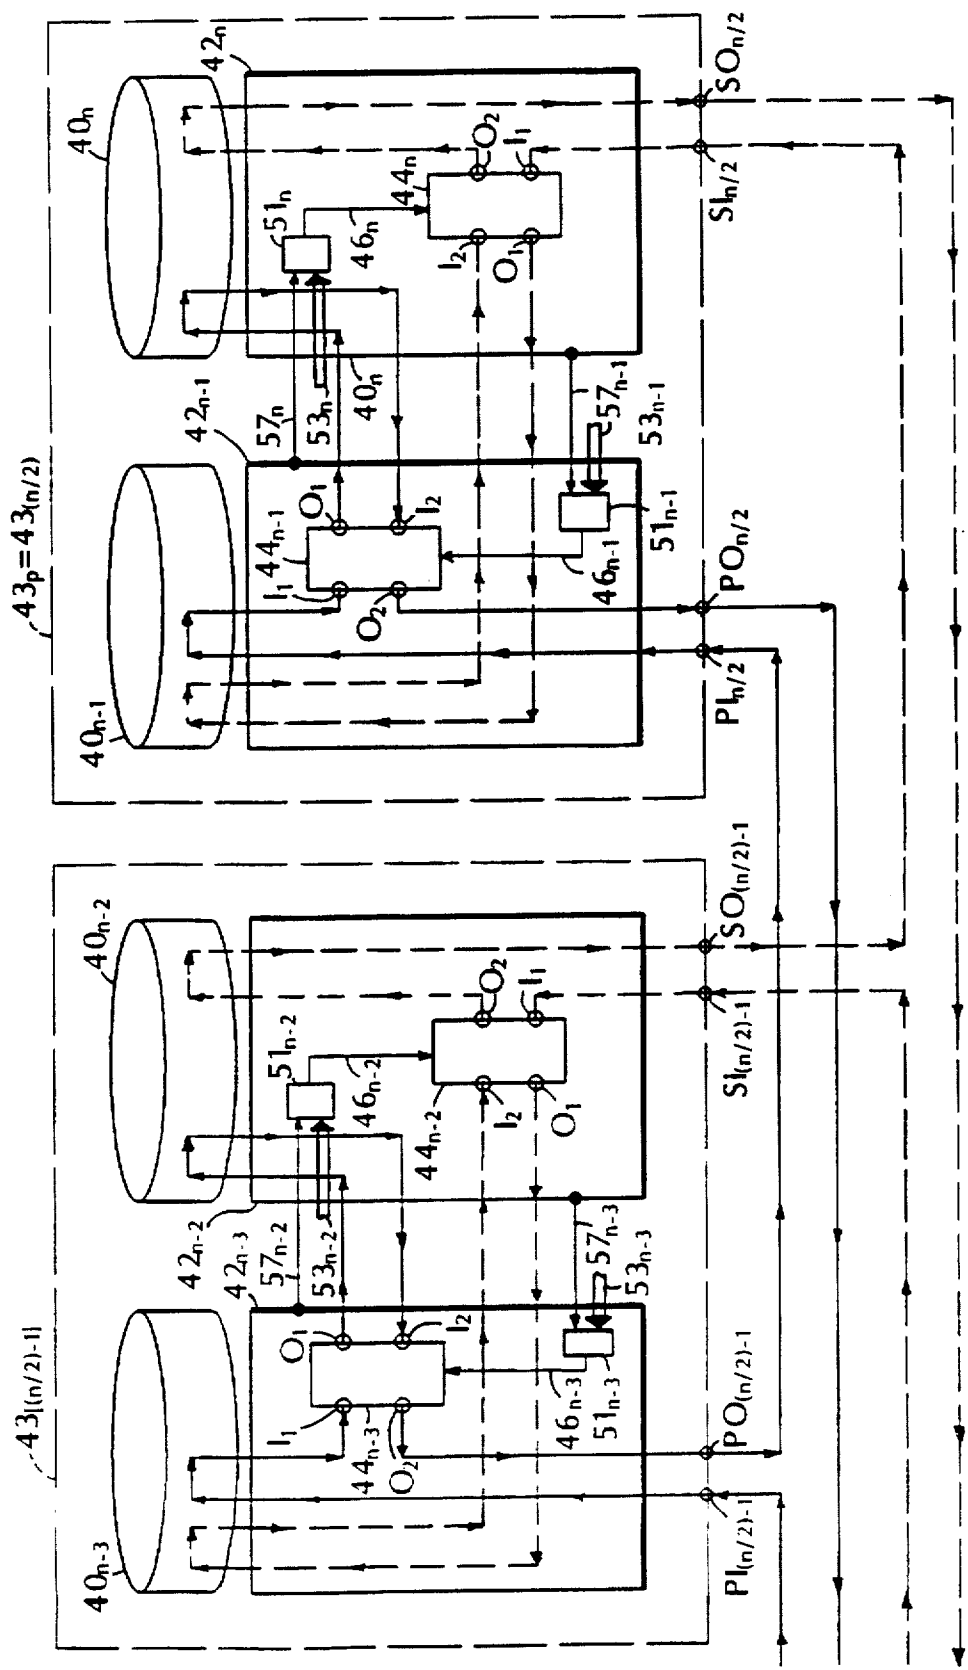 43p=43(n/2)
40n-1
40n
42n-1
42n
57n
53n
40n
51n
46n
44n
O2
I1
I2
O1
44n-1
O1
I2
I1
O2
57n-1
53n-1
51n-1
46n-1
PIn/2
POn/2
SIn/2
SOn/2
43[(n/2)-1]
40n-3
40n-2
42n-2
42n-3
57n-2
53n-2
51n-2
46n-2
44n-2
O2
I1
I2
O1
O1
I2
I1
44n-3
O2
57n-3
53n-3
46n-3
51n-3
PI(n/2)-1
PO(n/2)-1
SI(n/2)-1
SO(n/2)-1